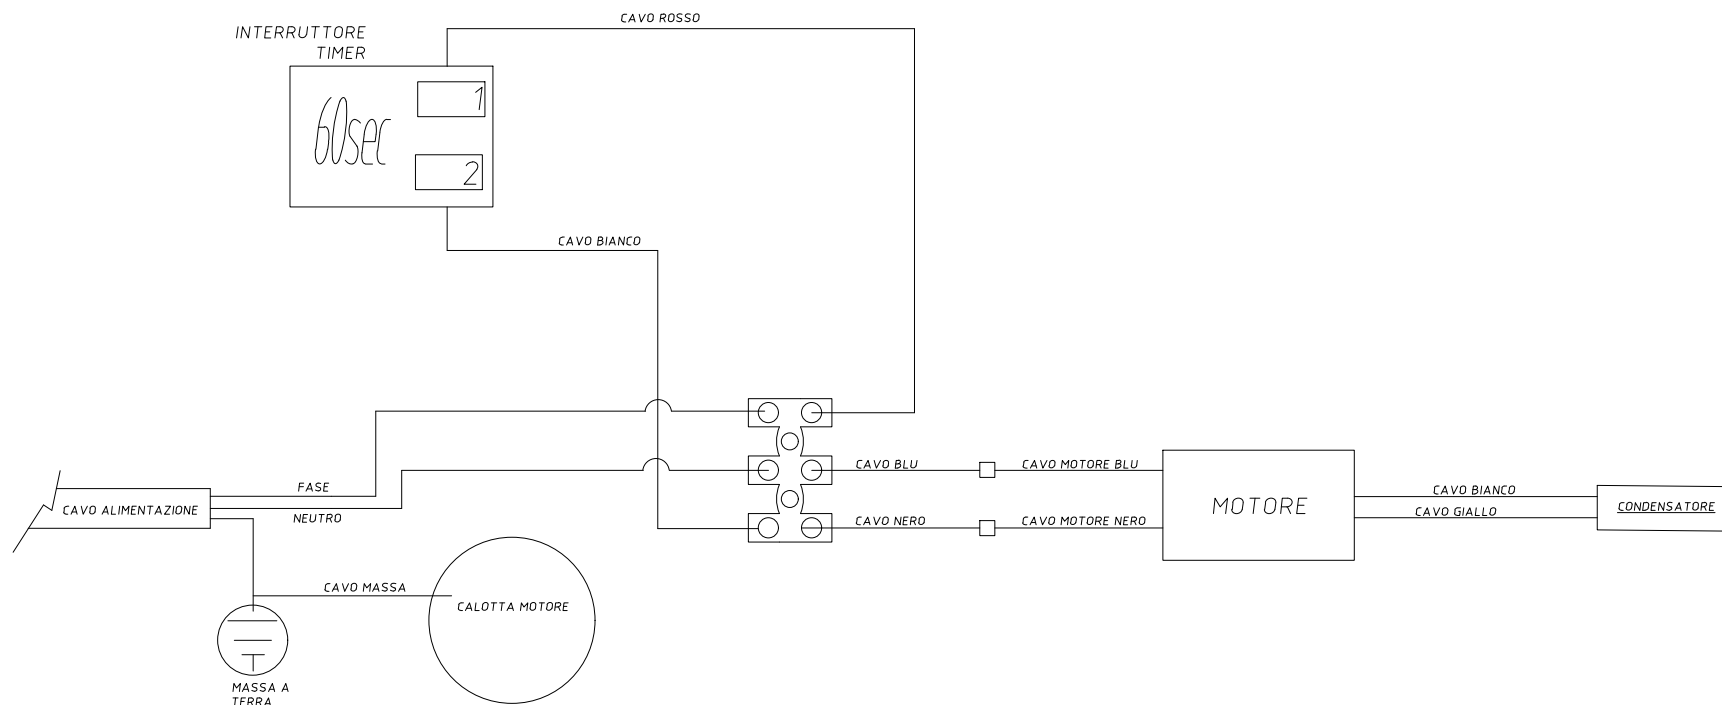 CAVO ROSSO
INTERRUTTORE
TIMER
1
60sec
2
CAVO BIANCO
CAVO BLU
CAVO MOTORE BLU
FASE
CAVO ALIMENTAZIONE
NEUTRO
CAVO NERO
CAVO MOTORE NERO
MOTORE
CAVO BIANCO
CAVO GIALLO
CONDENSATORE
CAVO MASSA
CALOTTA MOTORE
MASSA A
TERRA